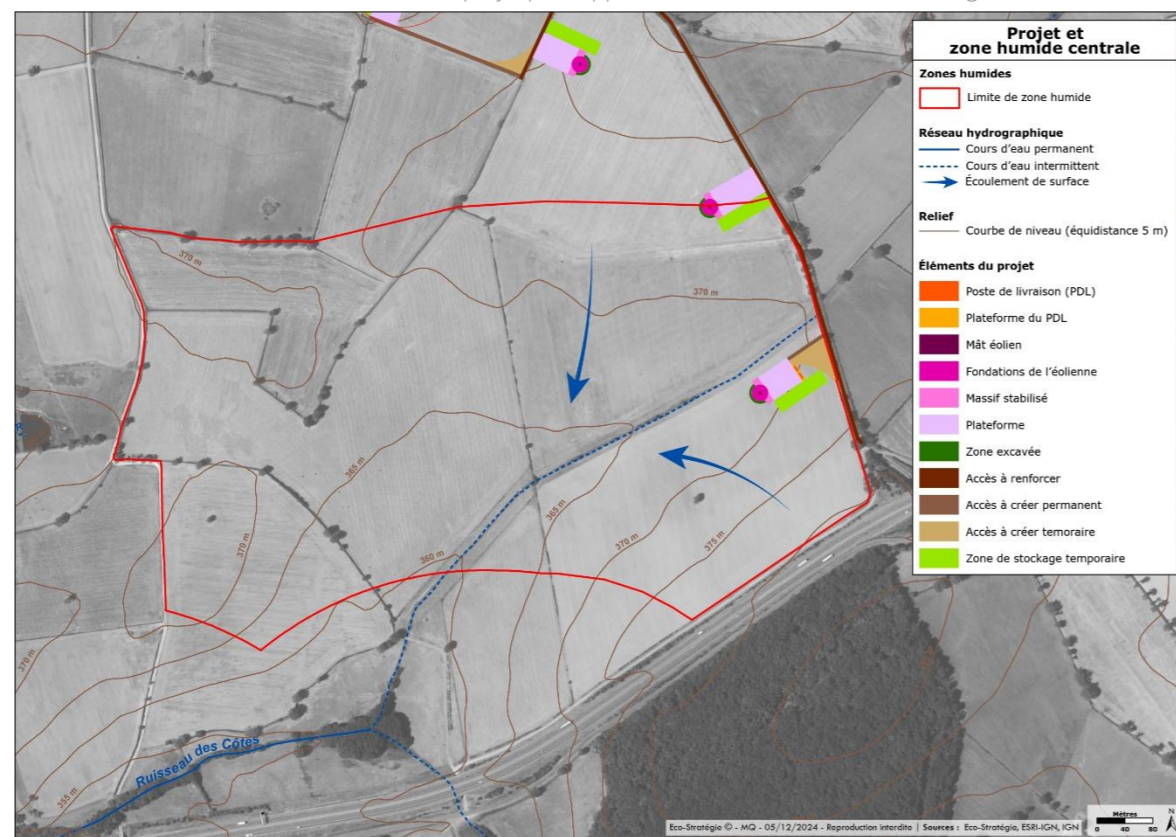 Projet et
zone humide centrale
Zones humides
Limite de zone humide
Réseau hydrographique
Cours d'eau permanent
Cours d'eau intermittent
Écoulement de surface
Relief
Courbe de niveau (équidistance 5 m)
Éléments du projet
Poste de livraison (PDL)
Plateforme du PDL
Mât éolien
Fondations de l'éolienne
Massif stabilisé
Plateforme
Zone excavée
Accès à renforcer
Accès à créer permanent
Accès à créer temoraire
Zone de stockage temporaire
370 m
370 m
365 m
365 m
370 m
375 m
360 m
370 m
370 m
355 m
Ruisseau des Côtes
Eco-Stratégie © - MQ - 05/12/2024 - Reproduction interdite | Sources : Eco-Stratégie, ESRI-IGN, IGN
Mètres
0 40 80
N